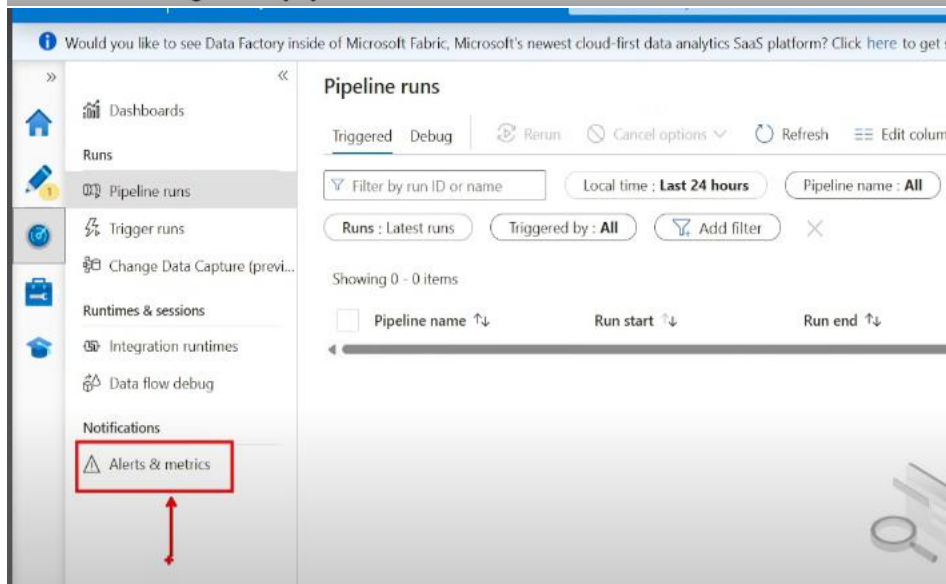 Would you like to see Data Factory inside of Microsoft Fabric, Microsoft's newest cloud-first data analytics SaaS platform? Click here to get
Dashboards
Runs
Pipeline runs
Trigger runs
Change Data Capture (previ...
Runtimes & sessions
Integration runtimes
Data flow debug
Notifications
Alerts & metrics
1
Pipeline runs
Triggered Debug Rerun Cancel options Refresh Edit colum
Filter by run ID or name Local time : Last 24 hours Pipeline name : All
Runs : Latest runs Triggered by : All Add filter
Showing 0 - 0 items
Pipeline name Run start Run end